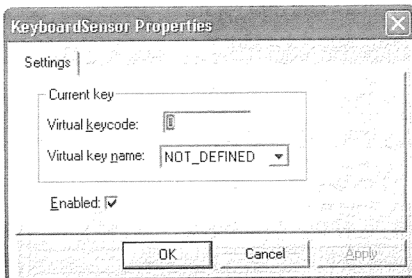 KeyboardSensor Properties
Settings
Current key
Virtual keycode: 0
Virtual key name: NOT_DEFINED
Enabled:
OK Cancel Apply